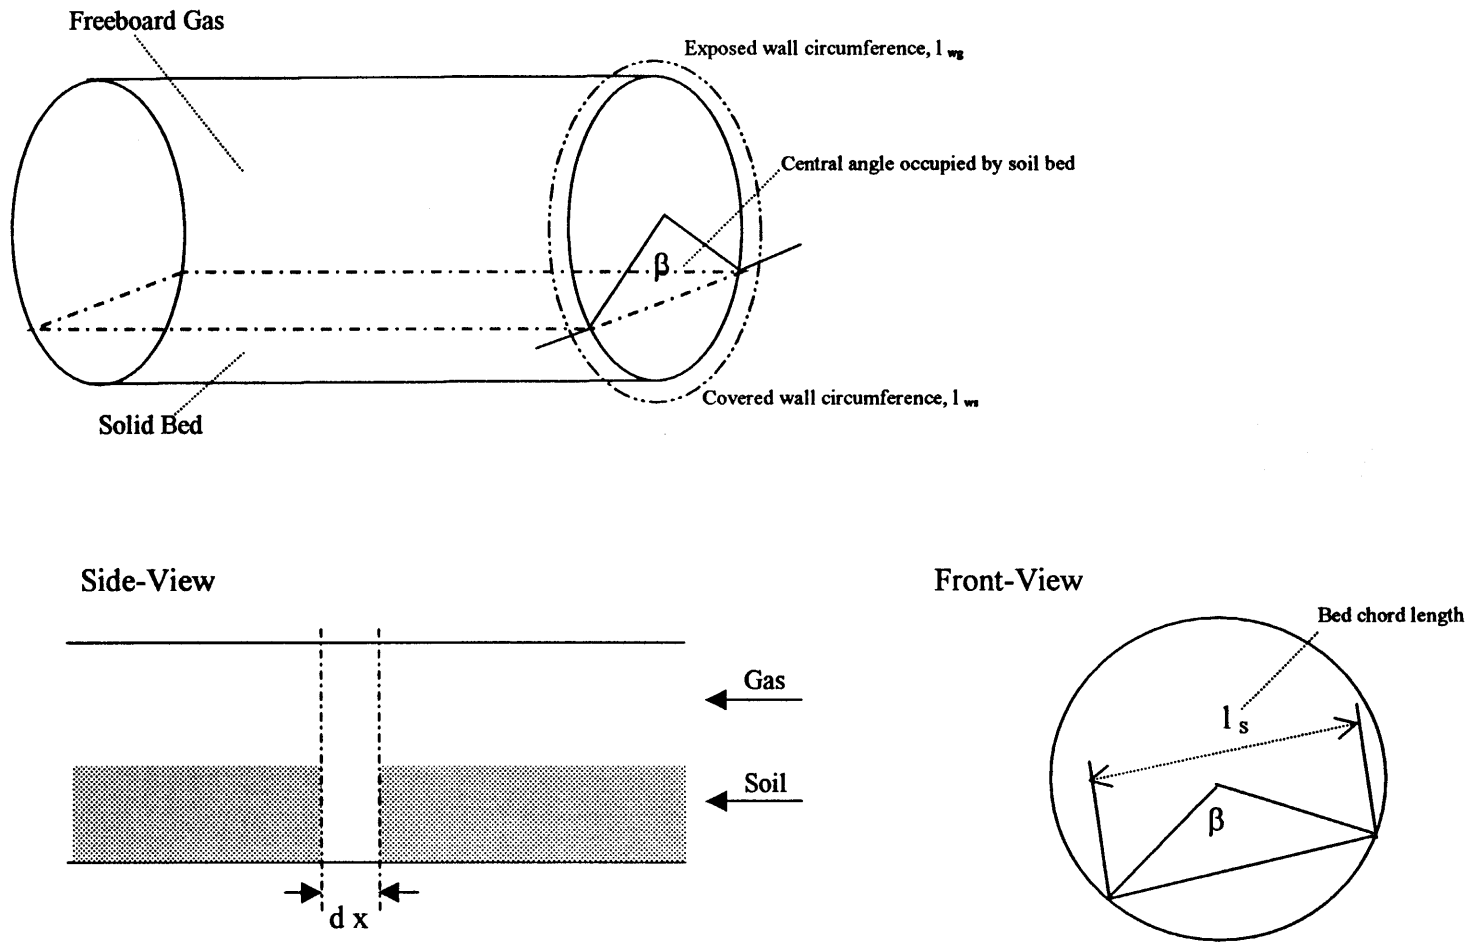 Freeboard Gas
Exposed wall circumference, l wg
Central angle occupied by soil bed
β
Covered wall circumference, l ws
Solid Bed
Side-View
Front-View
Bed chord length
l s
Gas
Soil
β
d x